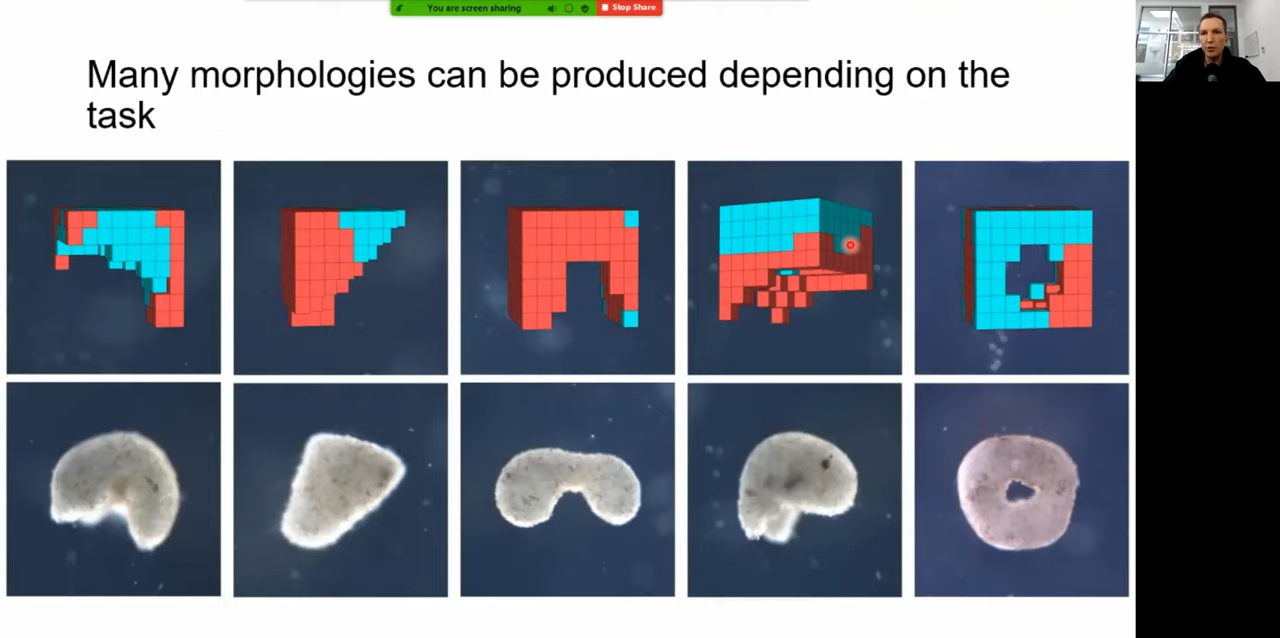 You are screen sharing
Stop Share
Many morphologies can be produced depending on the
task